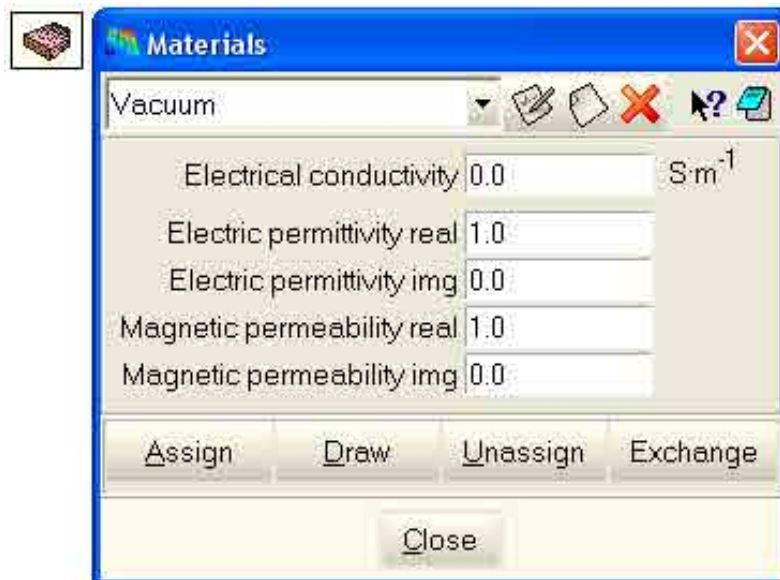 Materials
Vacuum
Electrical conductivity 0.0 S·m⁻¹
Electric permittivity real 1.0
Electric permittivity img 0.0
Magnetic permeability real 1.0
Magnetic permeability img 0.0
Assign Draw Unassign Exchange
Close